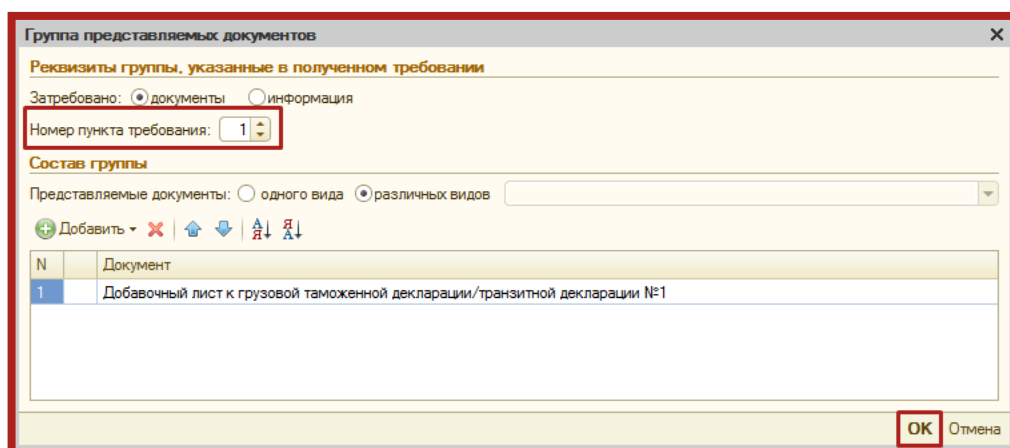 Группа представляемых документов
Реквизиты группы, указанные в полученном требовании
Затребовано: документы информация
Номер пункта требования: 1
Состав группы
Представляемые документы: одного вида различных видов
Добавить
N Документ
1 Добавочный лист к грузовой таможенной декларации/транзитной декларации №1
ОК Отмена